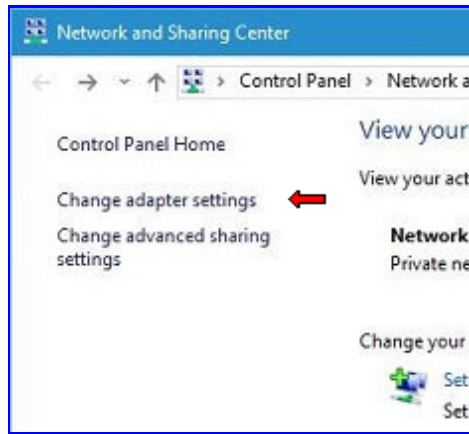 Network and Sharing Center
Control Panel > Network a
Control Panel Home
Change adapter settings
Change advanced sharing
settings
View your
View your act
Network
Private ne
Change your
Set
Set